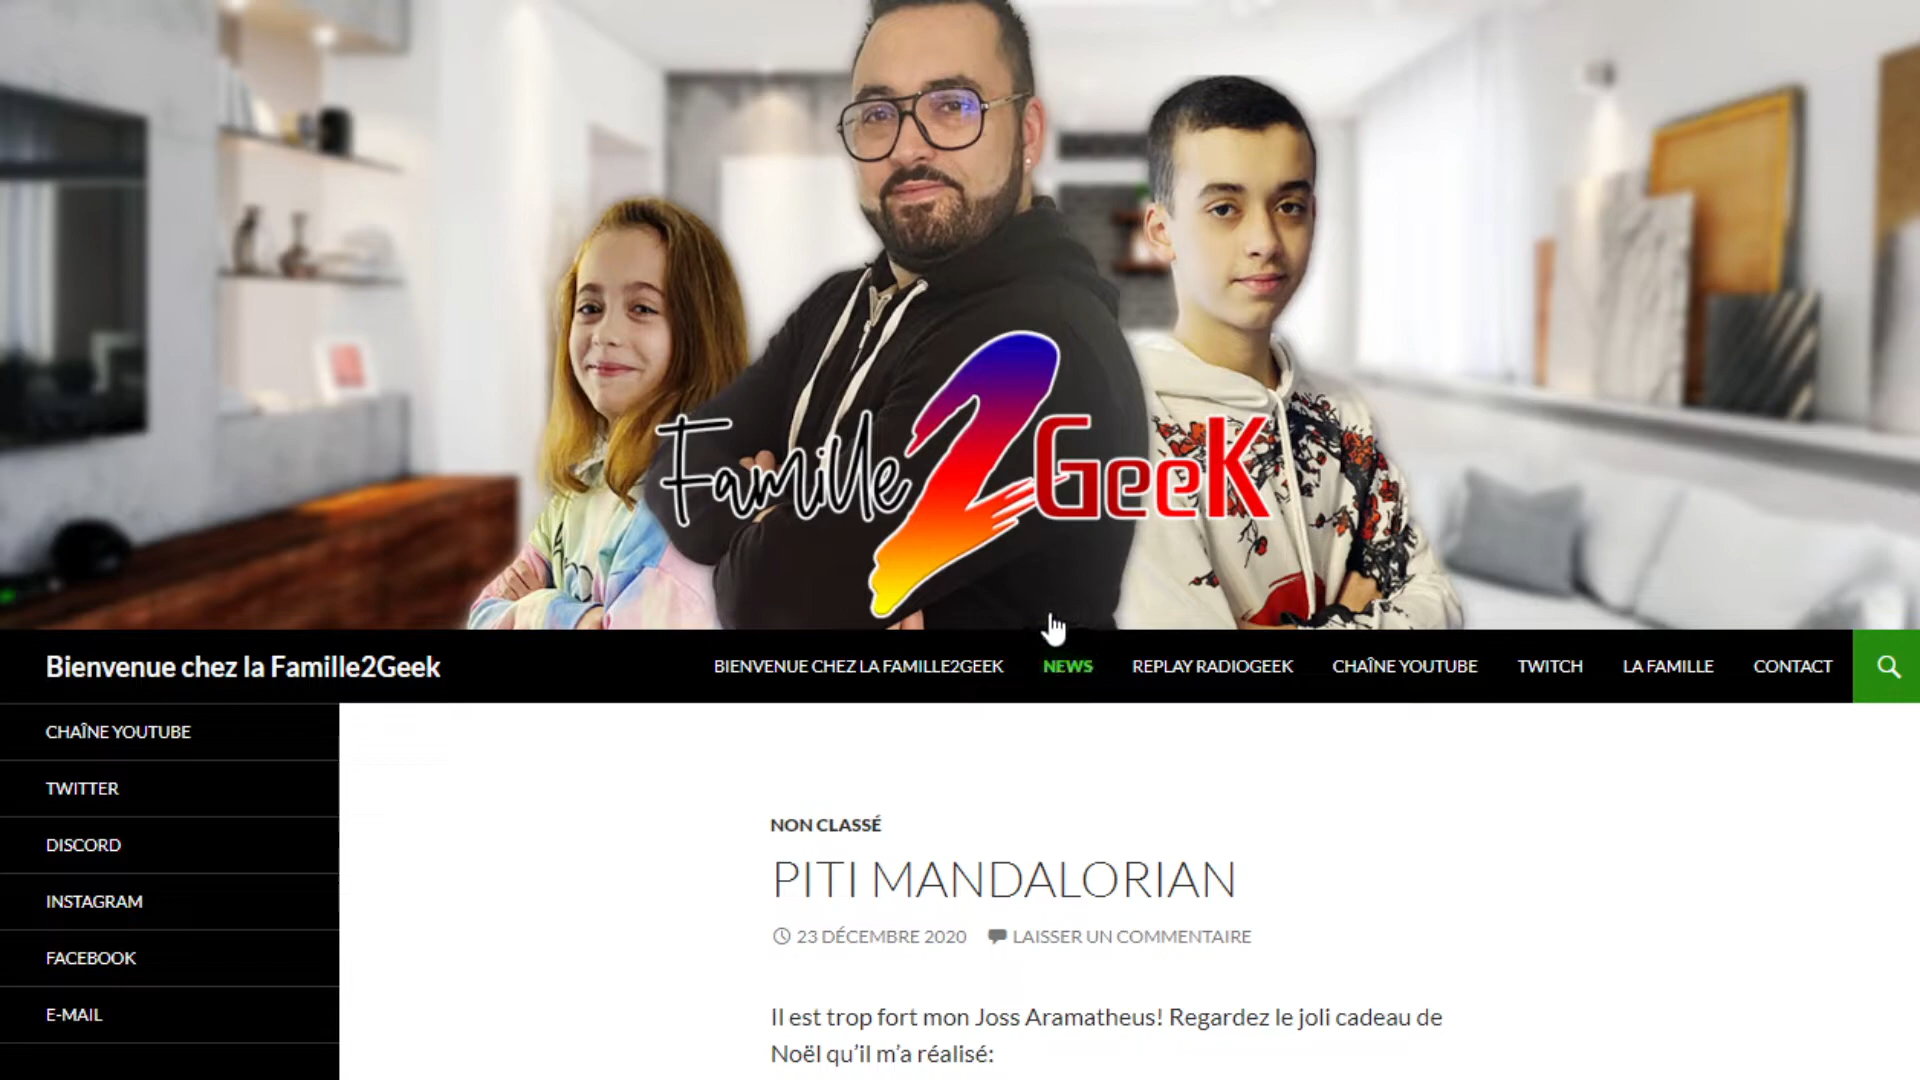 Famille2GeeK
Bienvenue chez la Famille2Geek
BIENVENUE CHEZ LA FAMILLE2GEEK NEWS REPLAY RADIOGEEK CHAÎNE YOUTUBE TWITCH LA FAMILLE CONTACT
CHAÎNE YOUTUBE
TWITTER
DISCORD
INSTAGRAM
FACEBOOK
E-MAIL
NON CLASSÉ
PITI MANDALORIAN
23 DÉCEMBRE 2020 LAISSER UN COMMENTAIRE
Il est trop fort mon Joss Aramatheus! Regardez le joli cadeau de
Noël qu’il m’a réalisé: